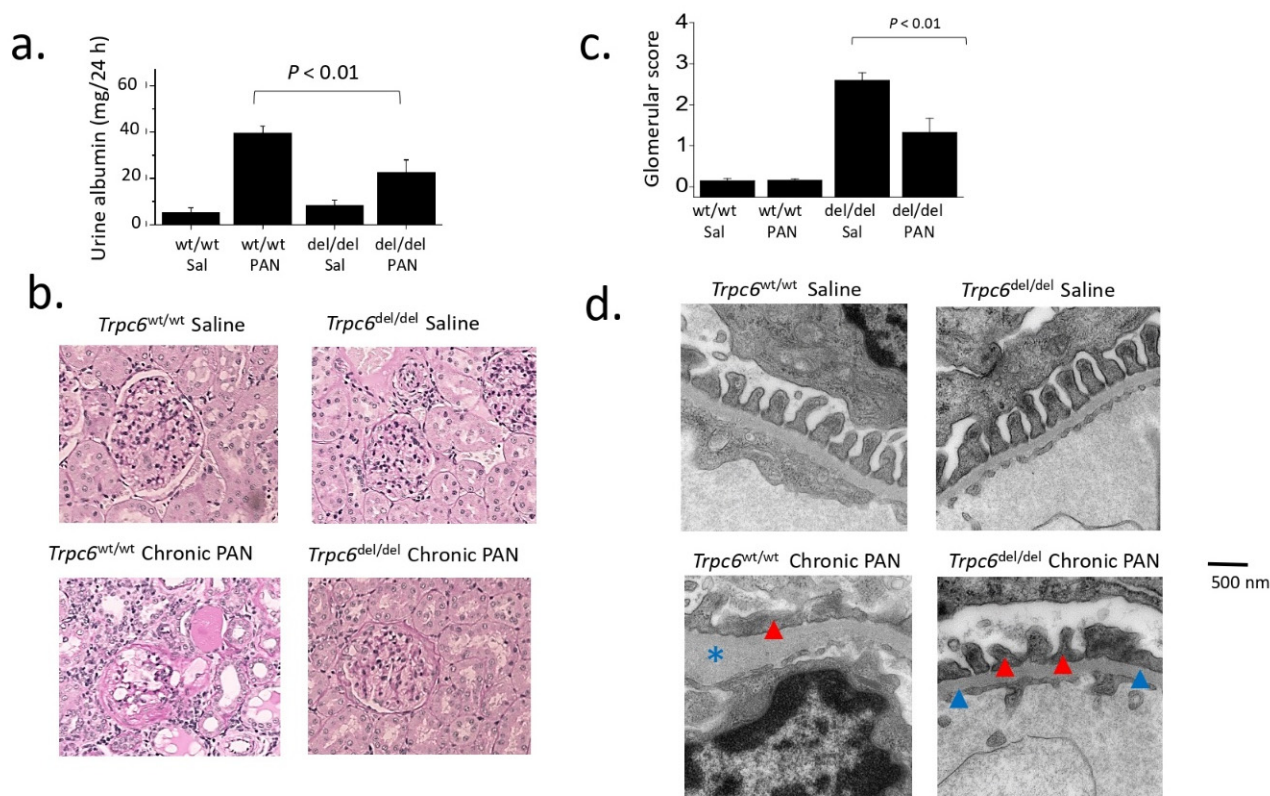 a.
Urine albumin (mg/24 h)
60
40
20
0
P < 0.01
wt/wt
Sal
wt/wt
PAN
del/del
Sal
del/del
PAN
c.
Glomerular score
4
3
2
1
0
P < 0.01
wt/wt
Sal
wt/wt
PAN
del/del
Sal
del/del
PAN
b.
Trpc6wt/wt Saline
Trpc6del/del Saline
Trpc6wt/wt Chronic PAN
Trpc6del/del Chronic PAN
d.
Trpc6wt/wt Saline
Trpc6del/del Saline
Trpc6wt/wt Chronic PAN
Trpc6del/del Chronic PAN
*
500 nm